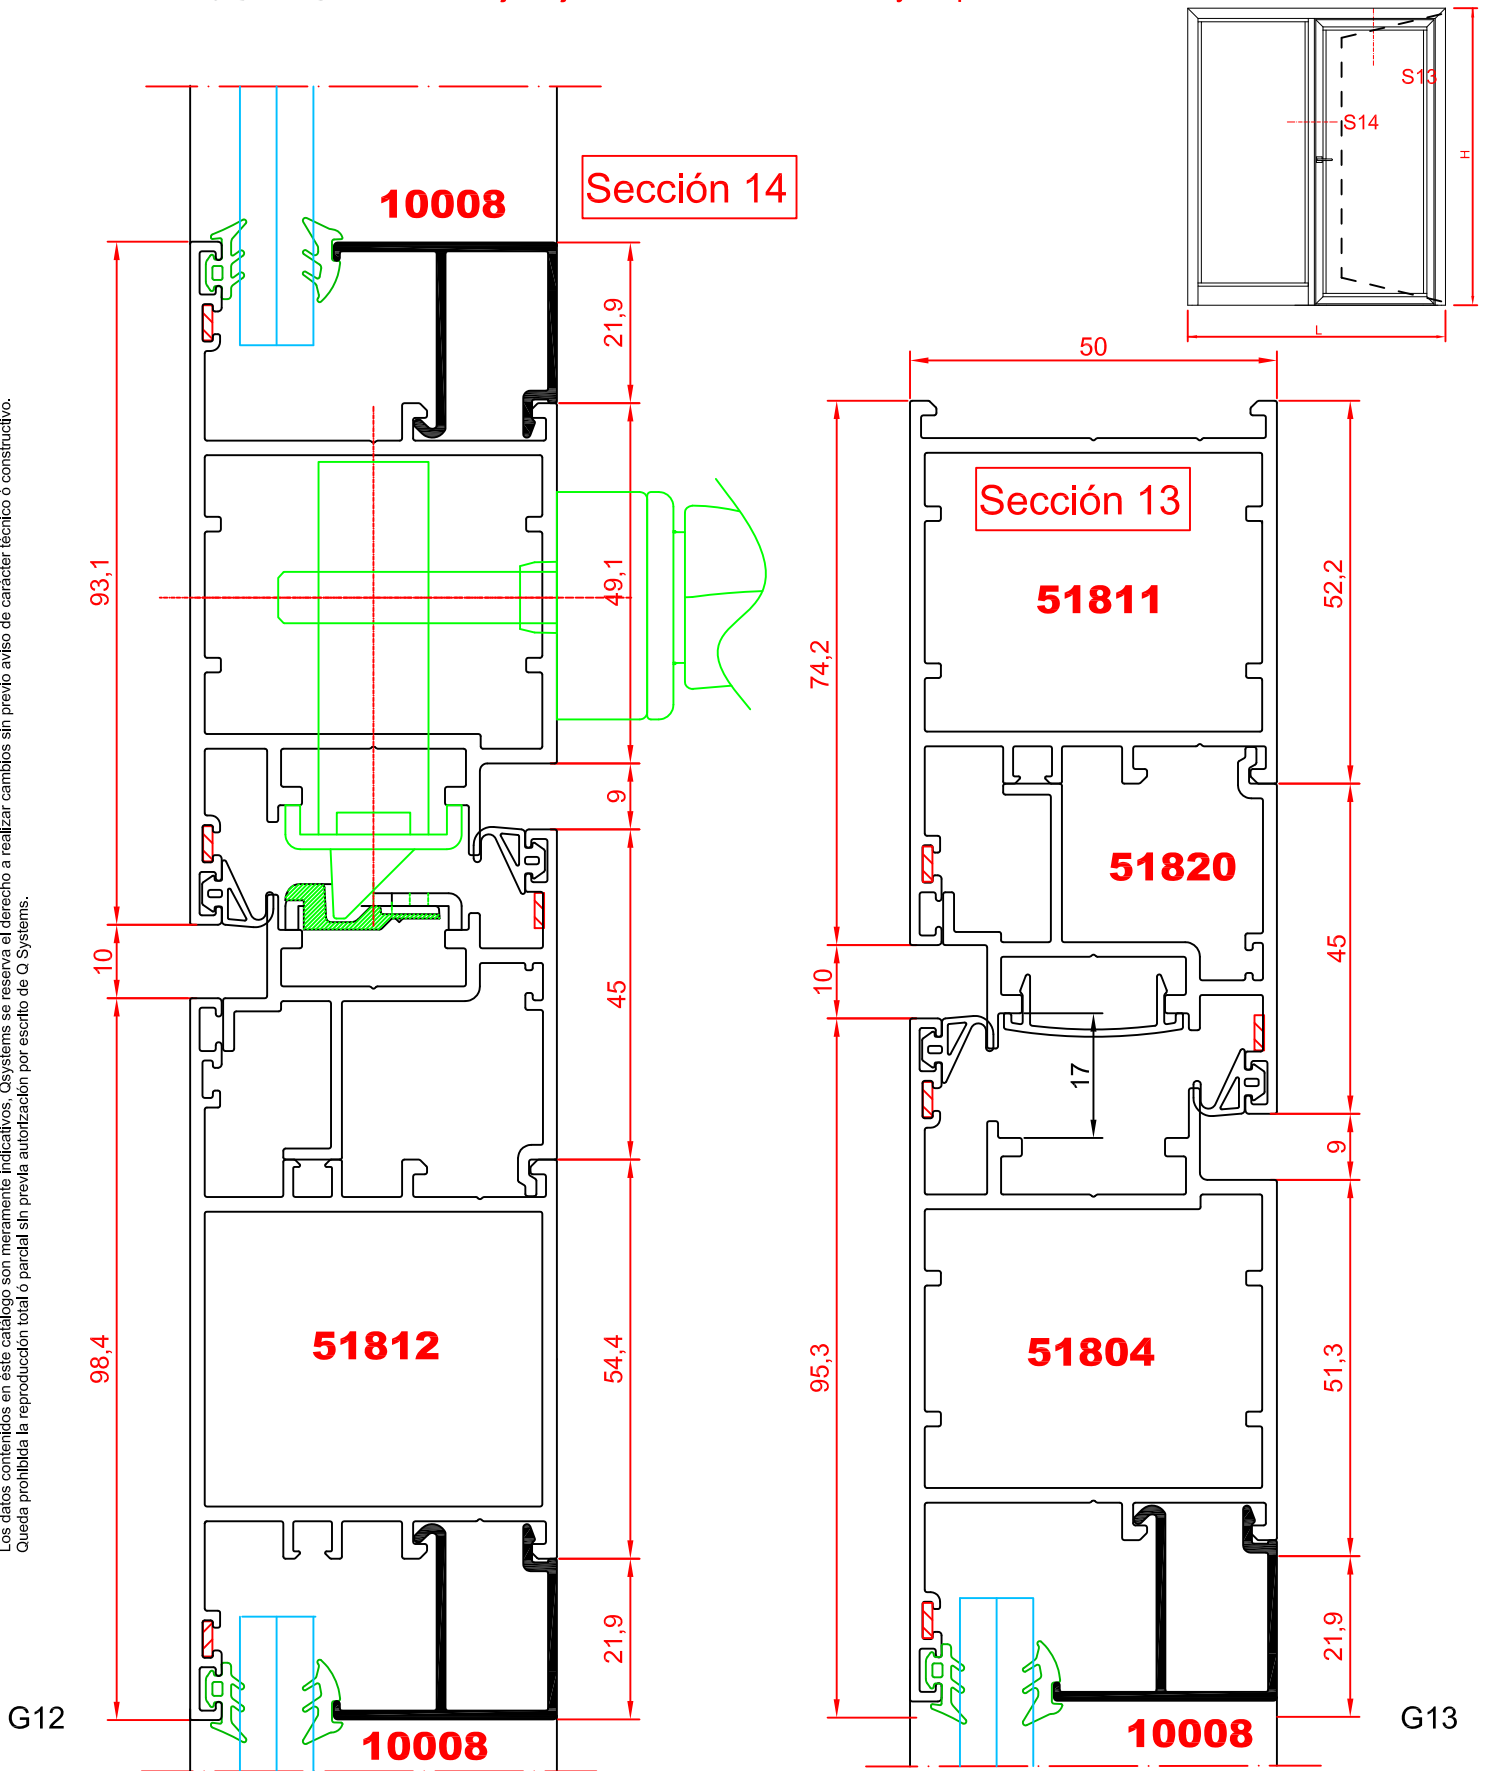 S13
S14
H
L
Sección 14
10008
21,9
93,1
49,1
9
10
45
51812
98,4
54,4
21,9
10008
G12
50
Sección 13
51811
52,2
74,2
51820
45
10
17
9
51804
95,3
51,3
21,9
10008
G13
Los datos contenidos en éste catálogo son meramente indicativos, Qsystems se reserva el derecho a realizar cambios sin previo aviso de carácter técnico ó constructivo.
Queda prohibida la reproducción total ó parcial sin previa autorización por escrito de Q Systems.